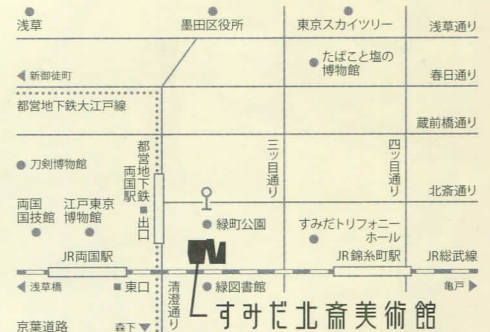 浅草
墨田区役所
東京スカイツリー
浅草通り
たばこと塩の
博物館
◀ 新御徒町
春日通り
都営地下鉄大江戸線
蔵前橋通り
刀剣博物館
都営地下鉄
両国駅
■出口
三ッ目通り
四ッ目通り
北斎通り
両国
国技館
江戸東京
博物館
緑町公園
すみだトリフォニー
ホール
JR両国駅
JR錦糸町駅
JR総武線
◀ 浅草橋
■ 東口
清澄通り
緑図書館
亀戸 ▶
すみだ北斎美術館
京葉道路
森下 ▼